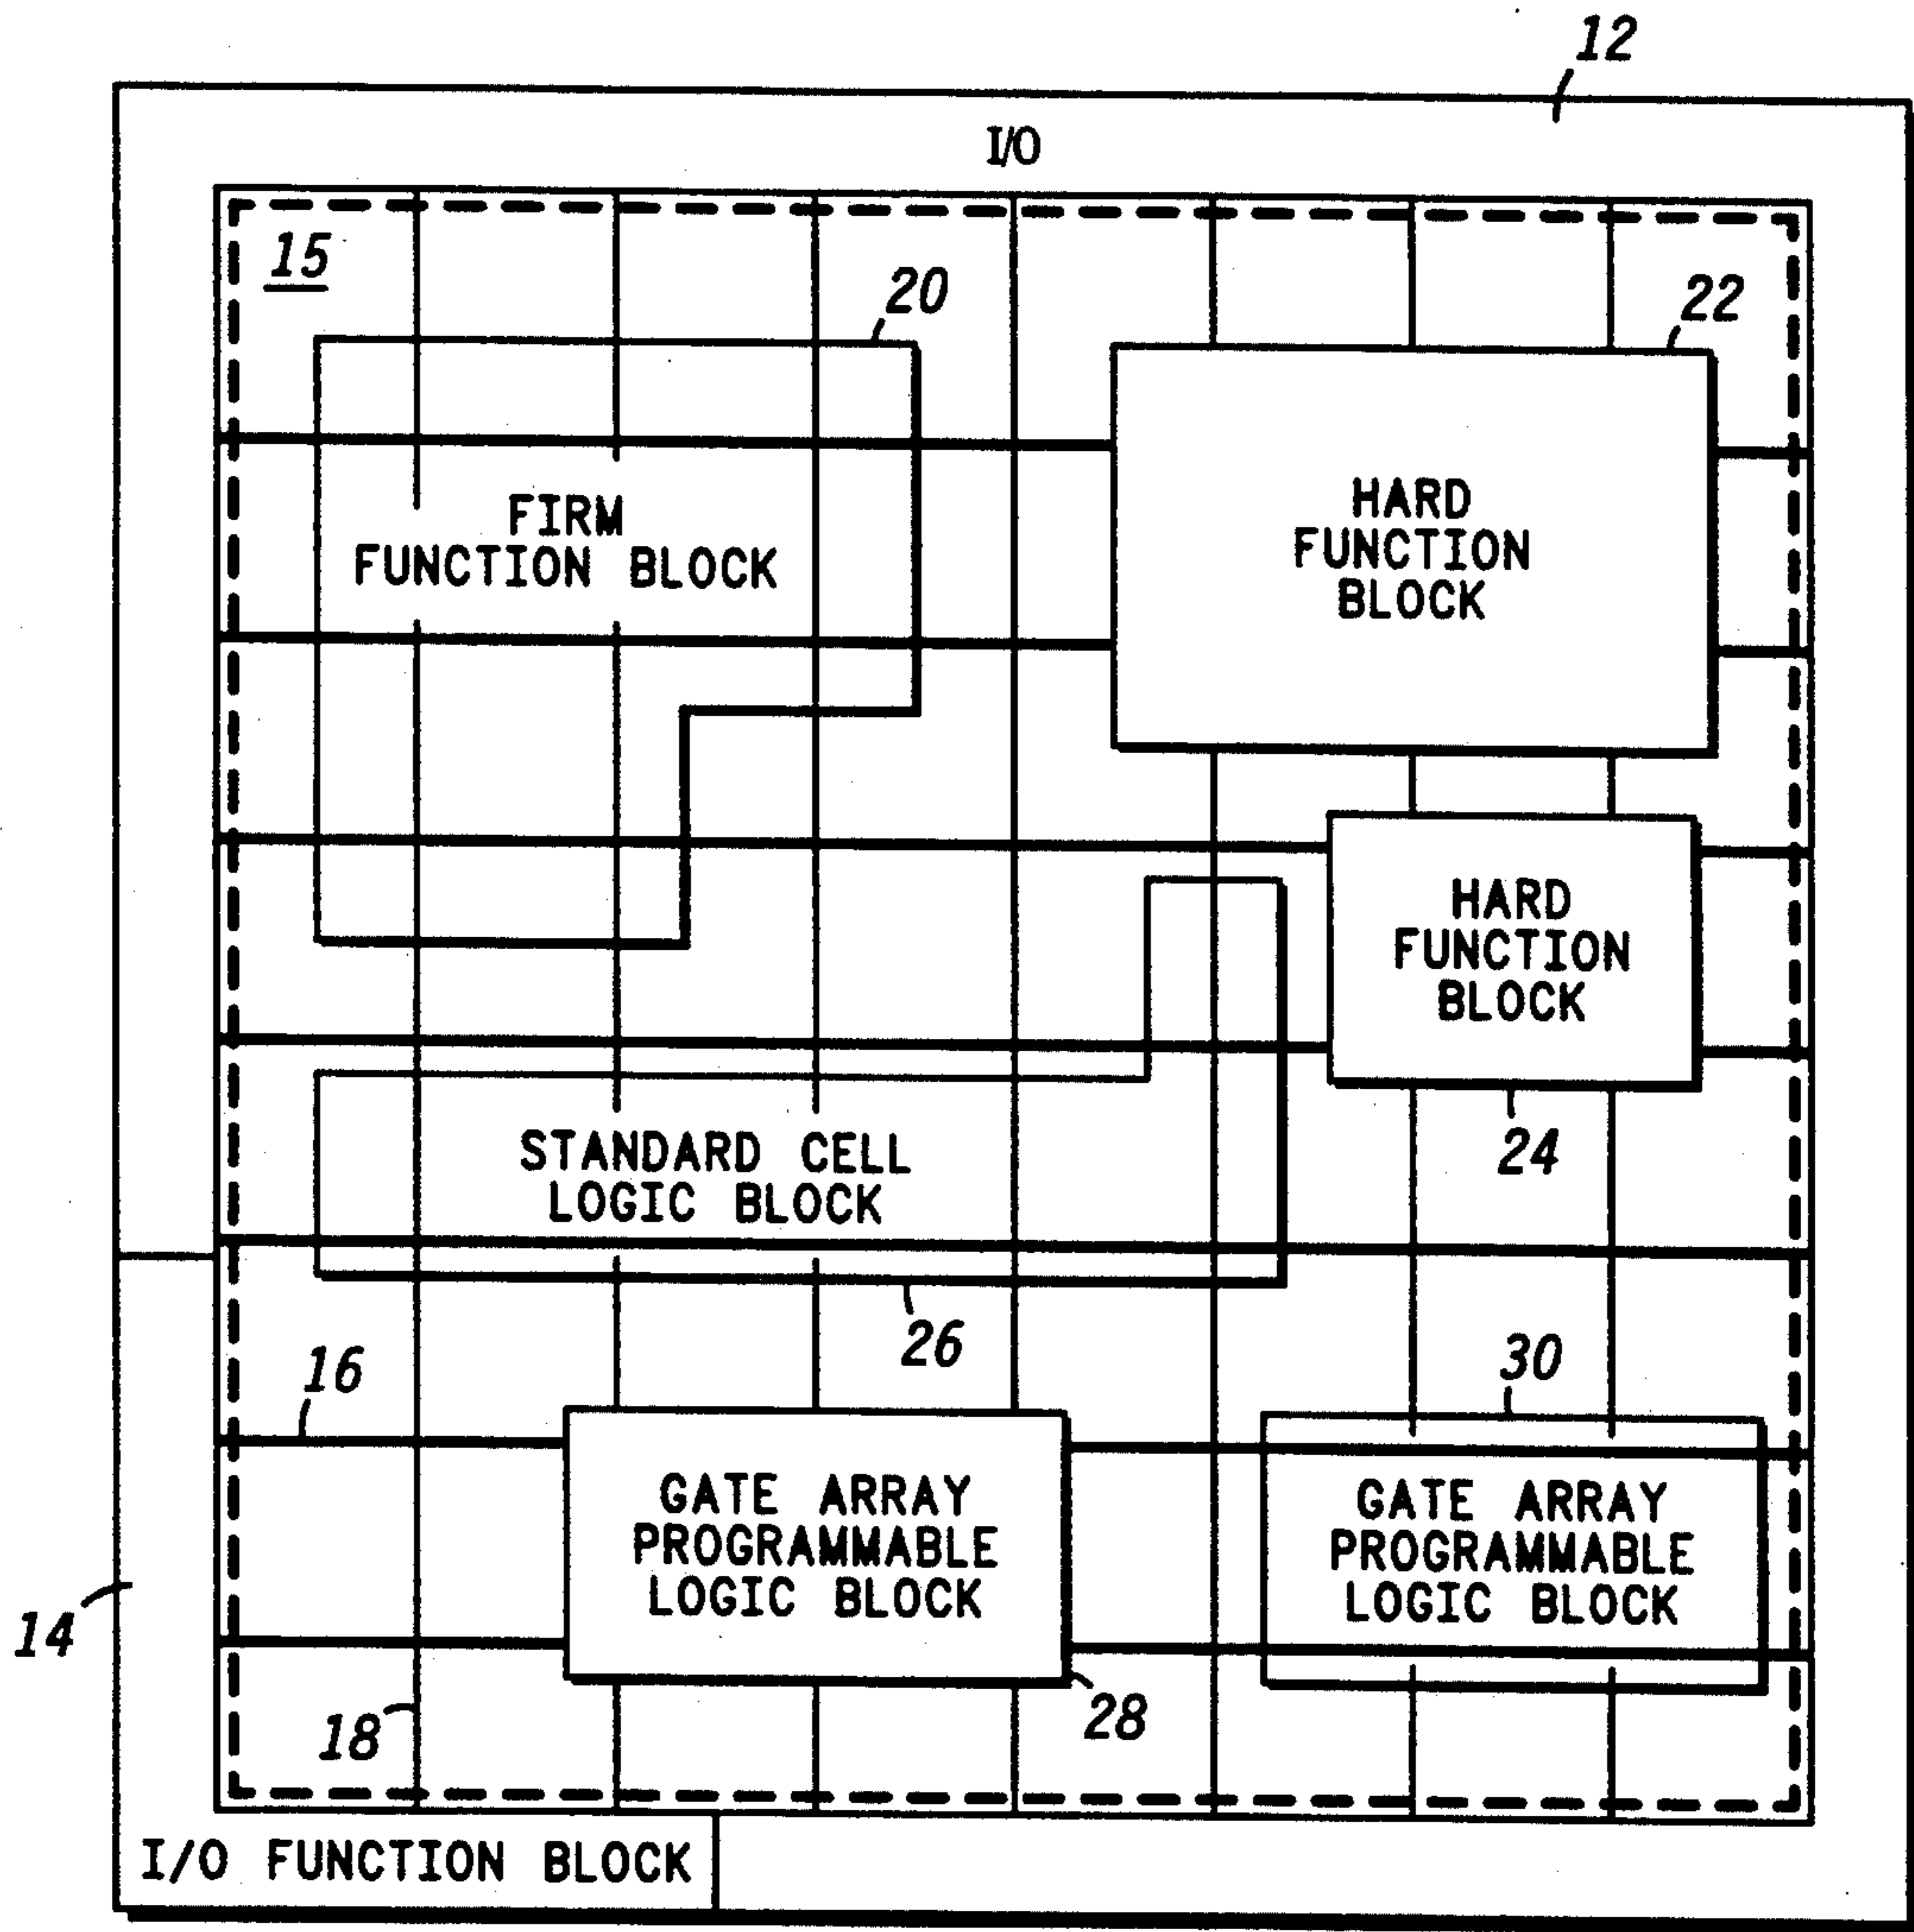 12
I/O
15
20
22
FIRM
FUNCTION BLOCK
HARD
FUNCTION
BLOCK
HARD
FUNCTION
BLOCK
24
STANDARD CELL
LOGIC BLOCK
26
16
30
GATE ARRAY
PROGRAMMABLE
LOGIC BLOCK
GATE ARRAY
PROGRAMMABLE
LOGIC BLOCK
14
18
28
I/O FUNCTION BLOCK